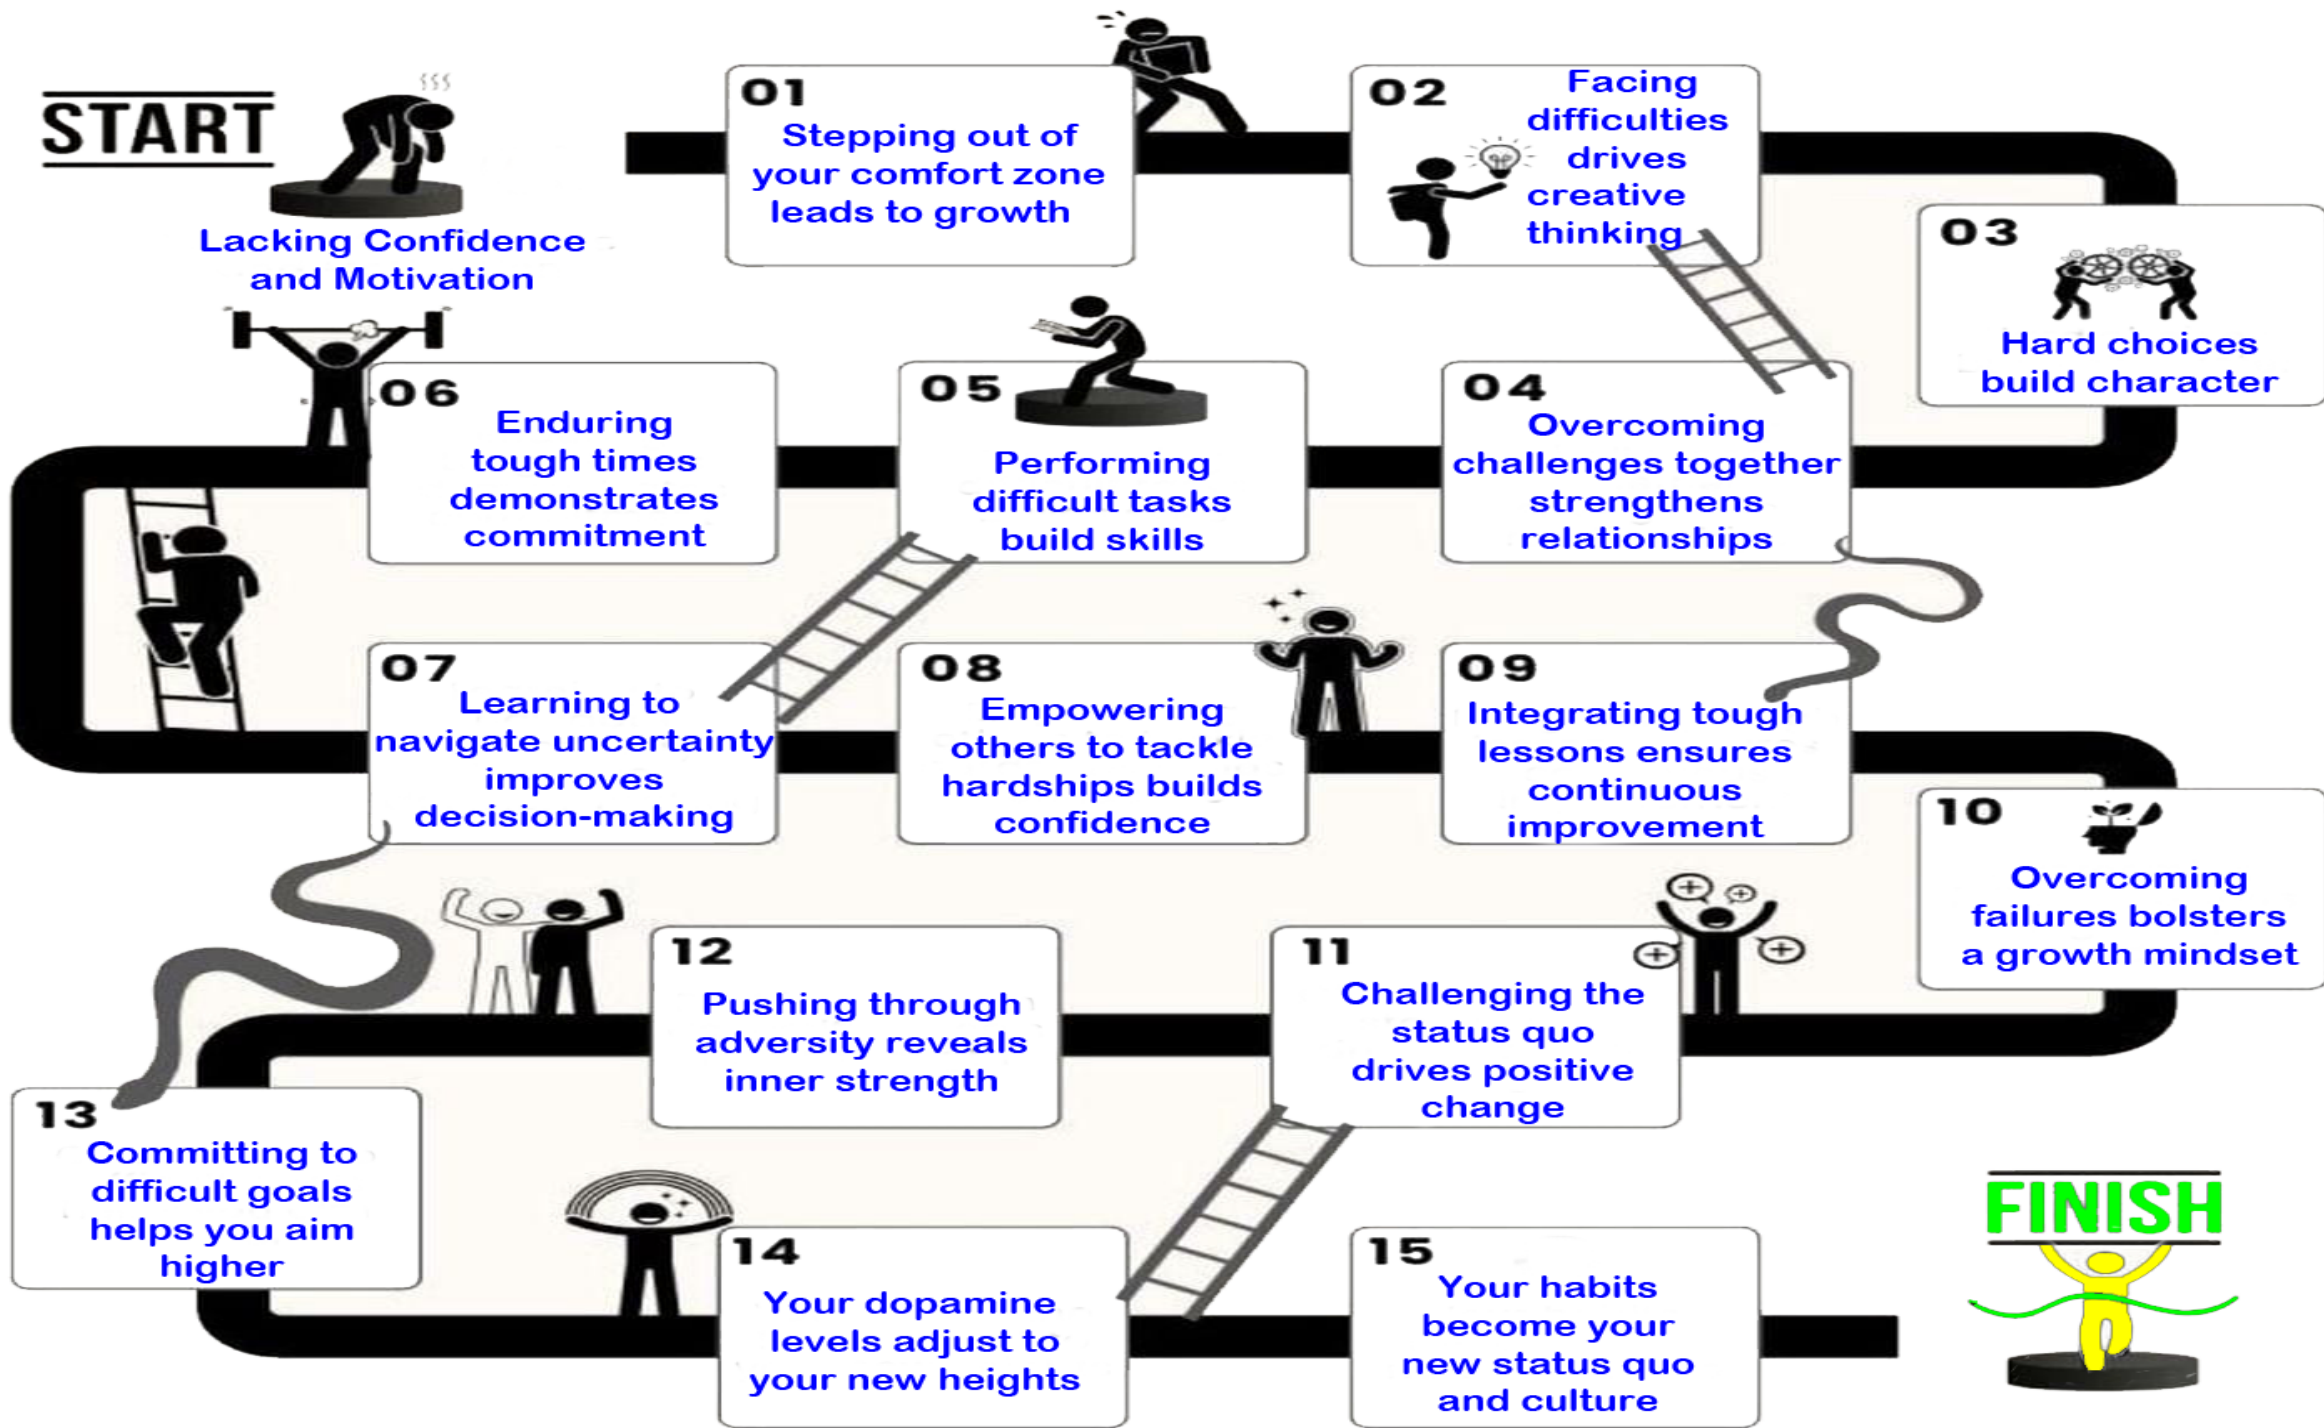 START
Lacking Confidence
and Motivation
01
Stepping out of
your comfort zone
leads to growth
02
Facing
difficulties
drives
creative
thinking
03
Hard choices
build character
04
Overcoming
challenges together
strengthens
relationships
05
Performing
difficult tasks
build skills
06
Enduring
tough times
demonstrates
commitment
07
Learning to
navigate uncertainty
improves
decision-making
08
Empowering
others to tackle
hardships builds
confidence
09
Integrating tough
lessons ensures
continuous
improvement
10
Overcoming
failures bolsters
a growth mindset
11
Challenging the
status quo
drives positive
change
12
Pushing through
adversity reveals
inner strength
13
Committing to
difficult goals
helps you aim
higher
14
Your dopamine
levels adjust to
your new heights
15
Your habits
become your
new status quo
and culture
FINISH